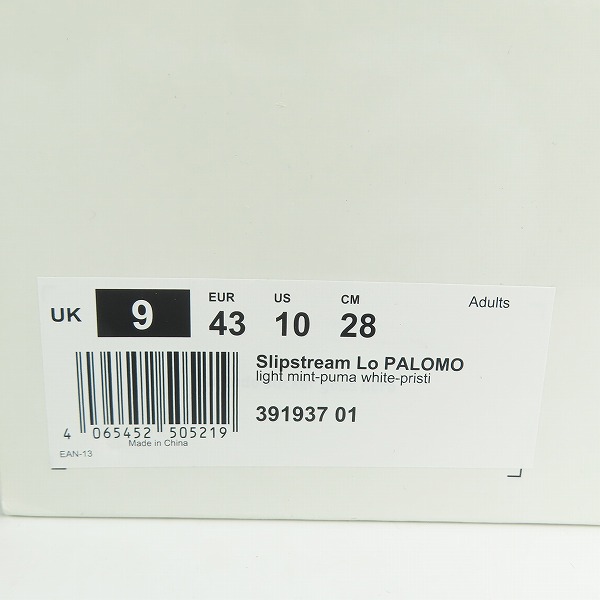 UK 9 EUR 43 US 10 CM 28 Adults
Slipstream Lo PALOMO
light mint-puma white-pristi
391937 01
4 065452 505219
Made in China
EAN-13